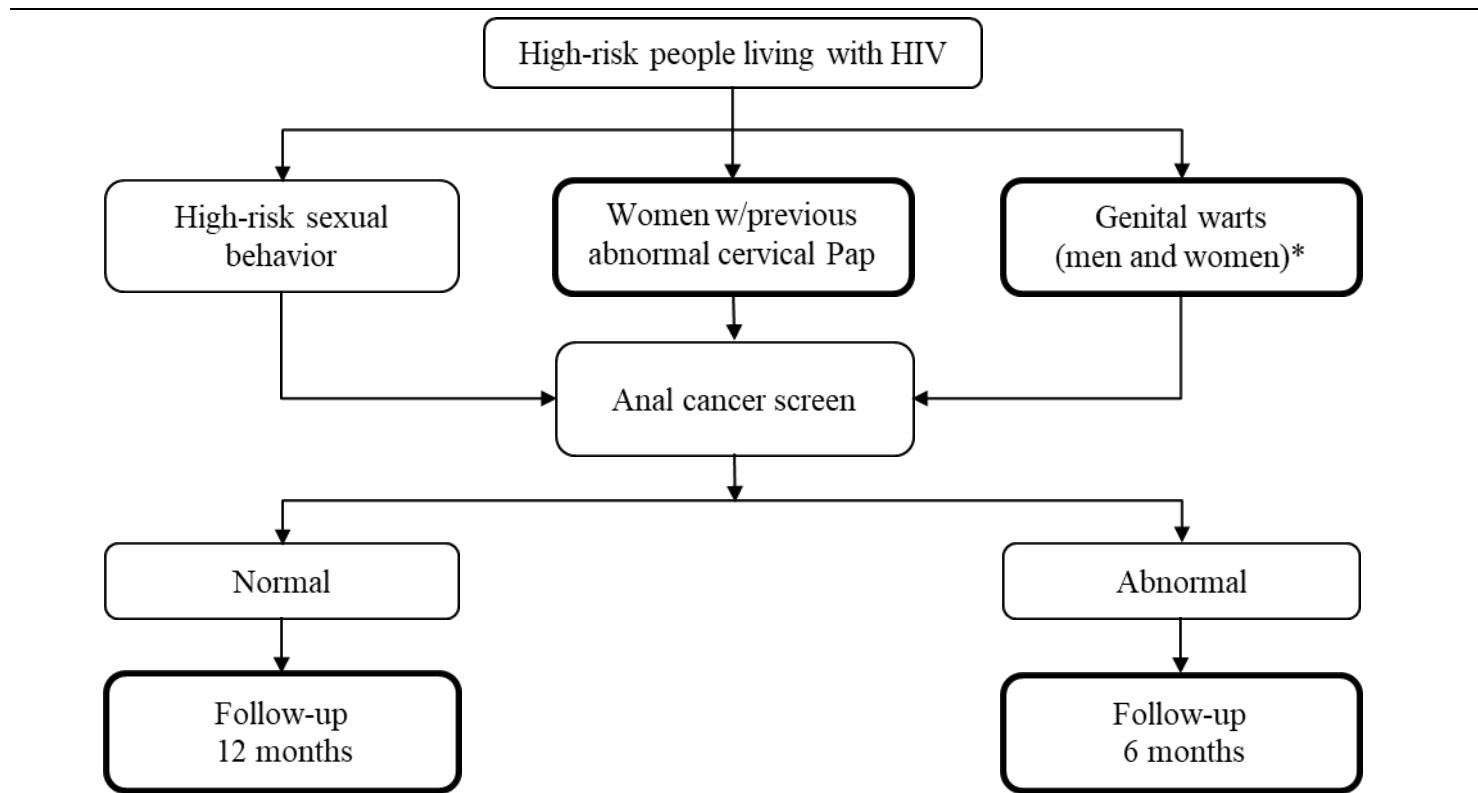 High-risk people living with HIV
High-risk sexual
behavior
Women w/previous
abnormal cervical Pap
Genital warts
(men and women)*
Anal cancer screen
Normal
Abnormal
Follow-up
12 months
Follow-up
6 months